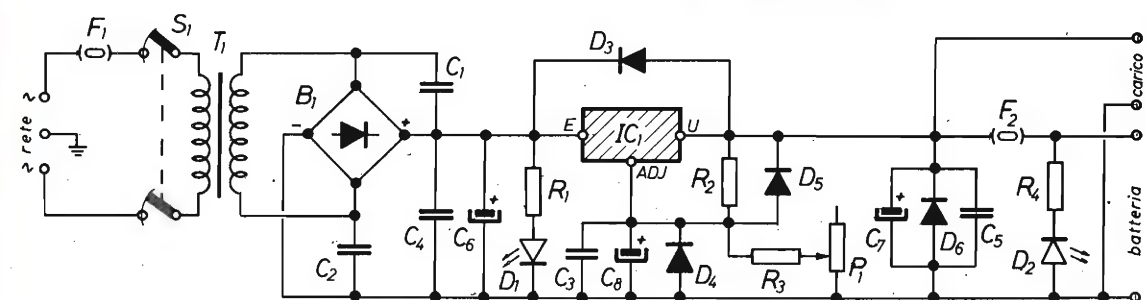 F1
S1
T1
~ rete ~
B1
-
+
C1
C2
C4
+
C6
R1
D1
D3
E
IC1
U
ADJ
R2
D5
C3
+
C8
D4
R3
P1
+
C7
D6
C5
F2
R4
D2
carico
batteria